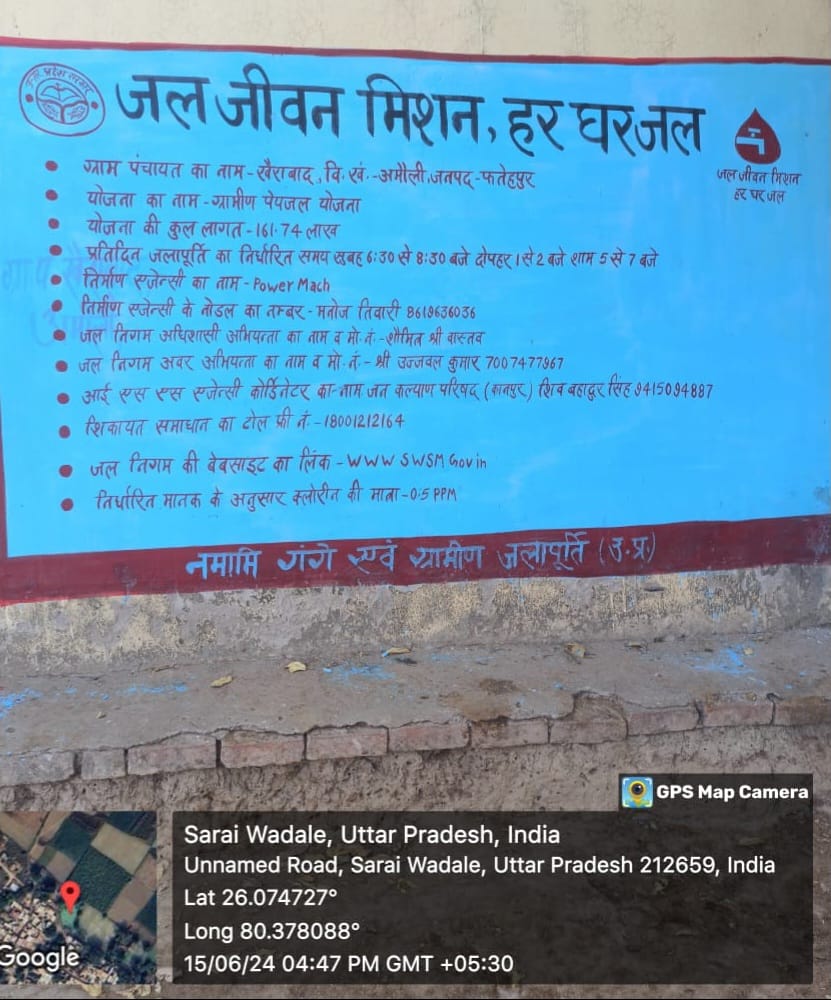 उ.प्र. प्रदेश सरकार
जल जीवन मिशन, हर घर जल
जल जीवन मिशन
हर घर जल
• ग्राम पंचायत का नाम - खैराबाद, वि. खं. - अमौली, जनपद - फतेहपुर
• योजना का नाम - ग्रामीण पेयजल योजना
• योजना की कुल लागत - 161.74 लाख
• प्रतिदिन जलापूर्ति का निर्धारित समय सुबह 6:30 से 8:30 बजे दोपहर 1 से 2 बजे शाम 5 से 7 बजे
• निर्माण एजेन्सी का नाम - Power Mach
• निर्माण एजेन्सी के नोडल का नम्बर - मनोज तिवारी 8619636036
• जल निगम अधिशासी अभियन्ता का नाम व मो. नं. - सौमित्र श्री वास्तव
• जल निगम अवर अभियन्ता का नाम व मो. नं. - श्री उज्जवल कुमार 7007477967
• आई एस एस एजेन्सी कोर्डिनेटर का नाम जन कल्याण परिषद् (कानपुर) शिव बहादुर सिंह 9415094887
• शिकायत समाधान का टोल फ्री नं. - 18001212164
• जल निगम की बेबसाइट का लिंक - WWW SWSM Gov in
• निर्धारित मानक के अनुसार क्लोरीन की मात्रा - 0.5 PPM
नमामि गंगे एवं ग्रामीण जलापूर्ति (उ.प्र.)
GPS Map Camera
Sarai Wadale, Uttar Pradesh, India
Unnamed Road, Sarai Wadale, Uttar Pradesh 212659, India
Lat 26.074727°
Long 80.378088°
15/06/24 04:47 PM GMT +05:30
Google